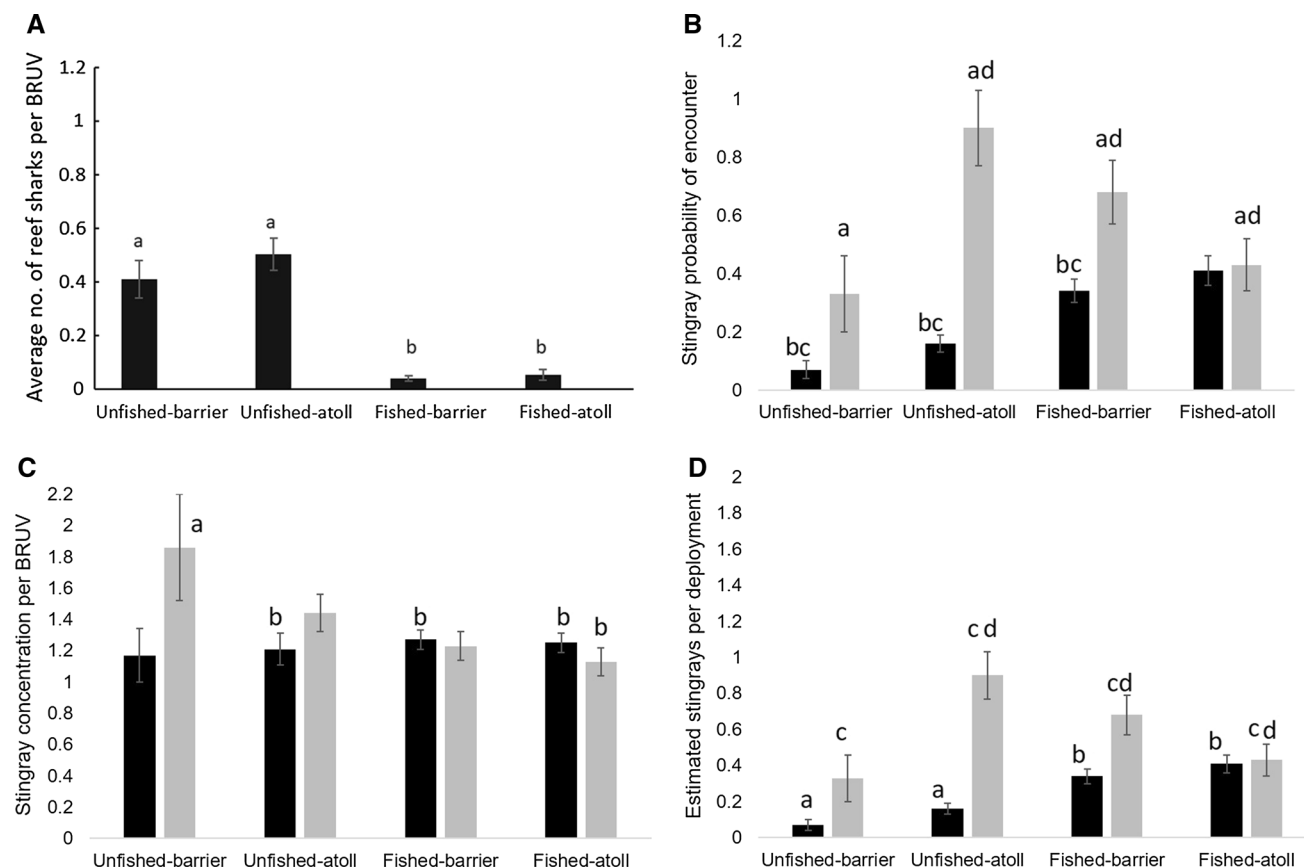 A
Average no. of reef sharks per BRUV
1.2
1
0.8
0.6
0.4
0.2
0
a
a
b
b
Unfished-barrier
Unfished-atoll
Fished-barrier
Fished-atoll
B
Stingray probability of encounter
1.2
1
0.8
0.6
0.4
0.2
0
bc
a
bc
ad
bc
ad
ad
Unfished-barrier
Unfished-atoll
Fished-barrier
Fished-atoll
C
Stingray concentration per BRUV
2.2
2
1.8
1.6
1.4
1.2
1
0.8
0.6
0.4
0.2
0
a
b
b
b
b
Unfished-barrier
Unfished-atoll
Fished-barrier
Fished-atoll
D
Estimated stingrays per deployment
2
1.8
1.6
1.4
1.2
1
0.8
0.6
0.4
0.2
0
a
c
a
c d
b
cd
b
c d
Unfished-barrier
Unfished-atoll
Fished-barrier
Fished-atoll